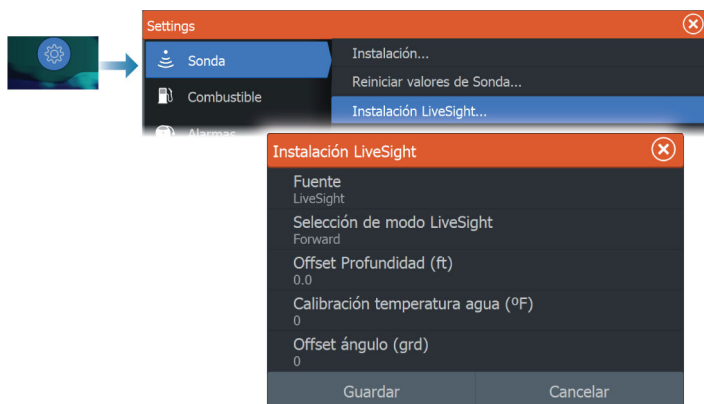 Settings
Sonda
Instalación...
Reiniciar valores de Sonda...
Combustible
Instalación LiveSight...
Alarmas
Instalación LiveSight
Fuente
LiveSight
Selección de modo LiveSight
Forward
Offset Profundidad (ft)
0.0
Calibración temperatura agua (ºF)
0
Offset ángulo (grd)
0
Guardar
Cancelar